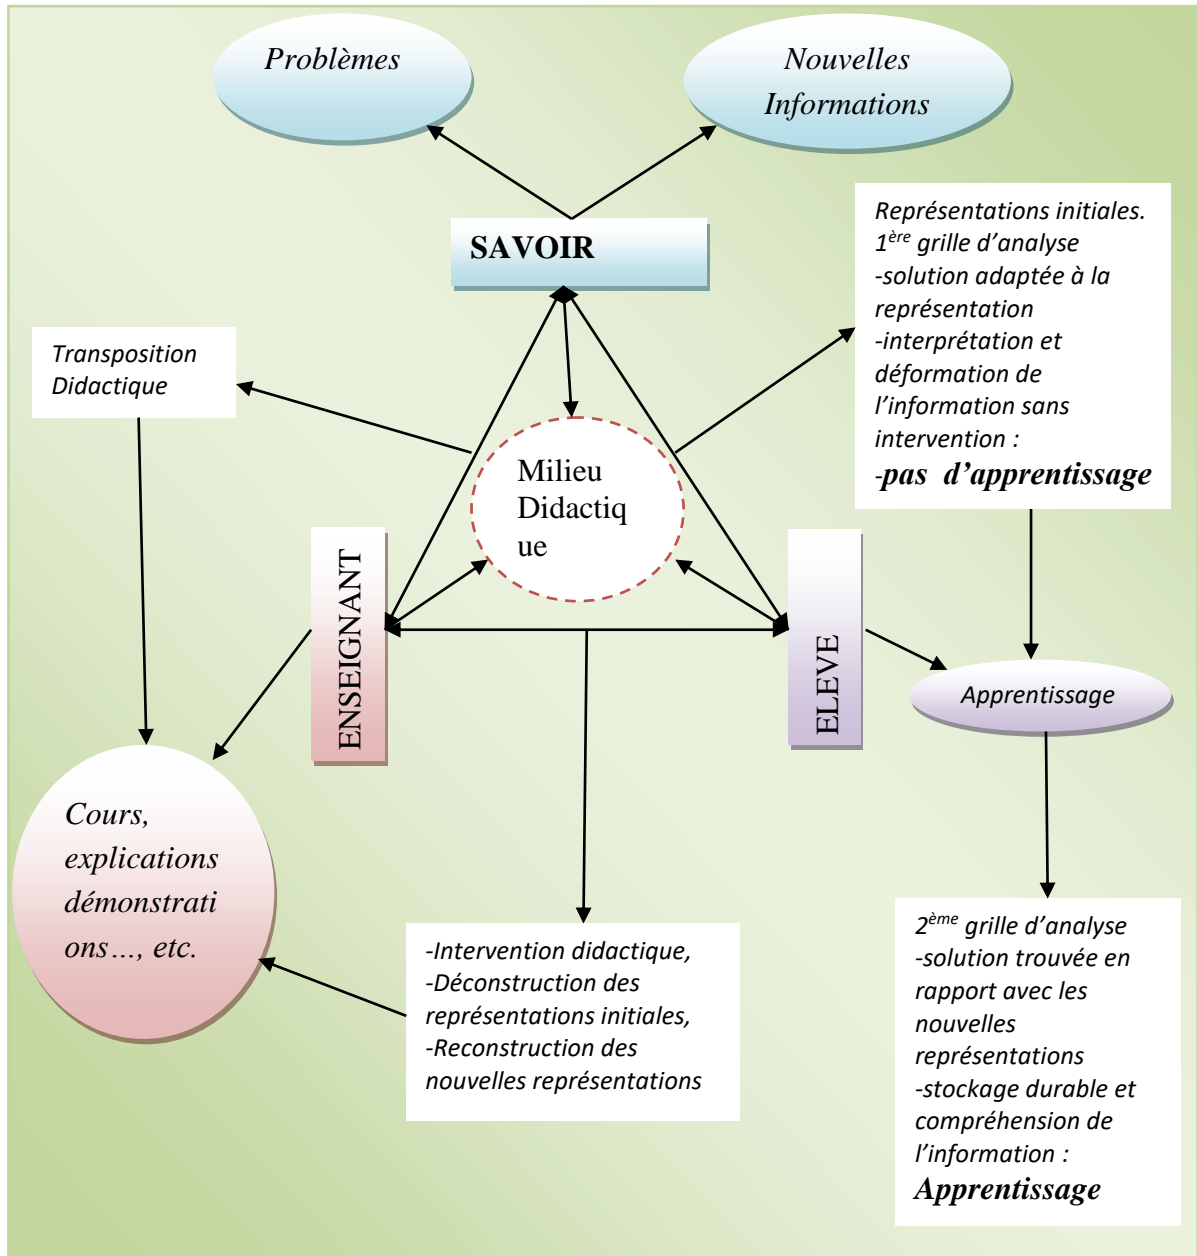 Problèmes
Nouvelles
Informations
SAVOIR
Représentations initiales.
1ère grille d’analyse
-solution adaptée à la
représentation
-interprétation et
déformation de
l’information sans
intervention :
-pas d’apprentissage
Transposition
Didactique
Milieu
Didactiq
ue
ENSEIGNANT
ELEVE
Apprentissage
Cours,
explications
démonstrati
ons…, etc.
-Intervention didactique,
-Déconstruction des
représentations initiales,
-Reconstruction des
nouvelles représentations
2ème grille d’analyse
-solution trouvée en
rapport avec les
nouvelles
représentations
-stockage durable et
compréhension de
l’information :
Apprentissage